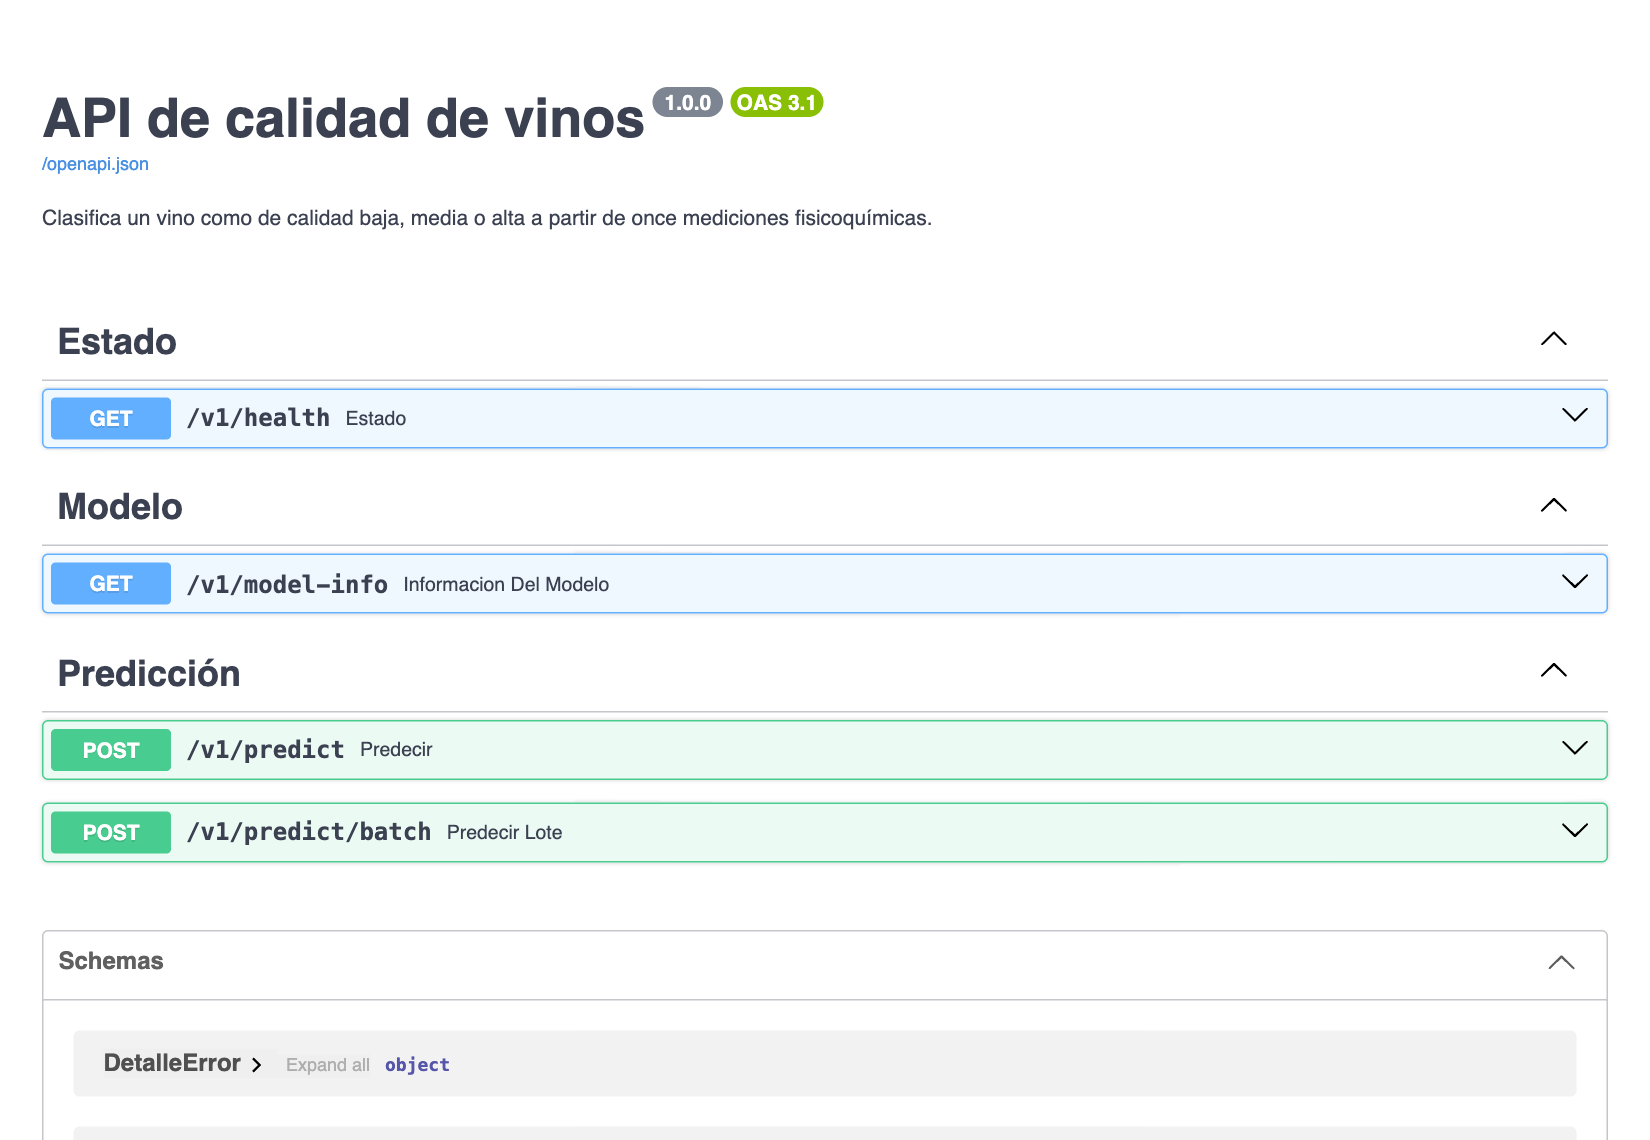 API de calidad de vinos 1.0.0 OAS 3.1
/openapi.json
Clasifica un vino como de calidad baja, media o alta a partir de once mediciones fisicoquímicas.
Estado
GET /v1/health Estado
Modelo
GET /v1/model-info Informacion Del Modelo
Predicción
POST /v1/predict Predecir
POST /v1/predict/batch Predecir Lote
Schemas
DetalleError Expand all object